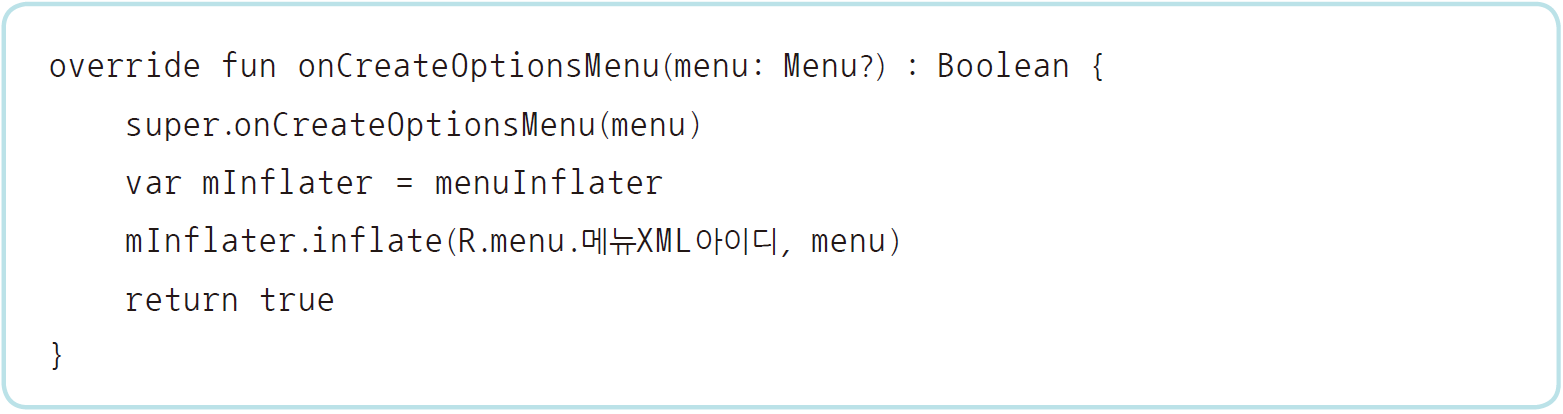 override fun onCreateOptionsMenu(menu: Menu?) : Boolean {
    super.onCreateOptionsMenu(menu)
    var mInflater = menuInflater
    mInflater.inflate(R.menu.메뉴XML아이디, menu)
    return true
}